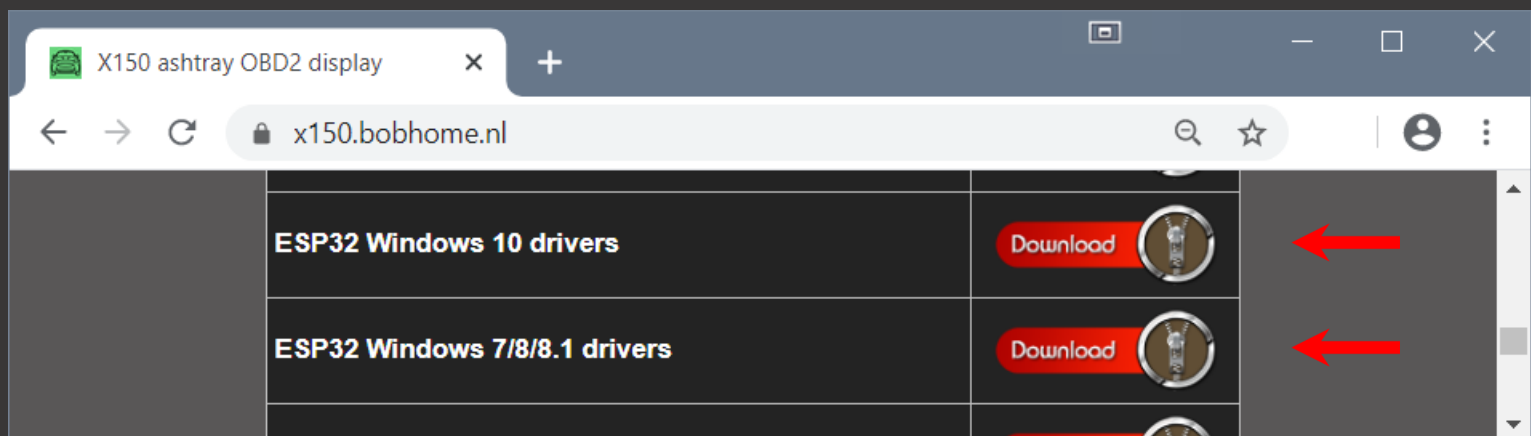 X150 ashtray OBD2 display
x150.bobhome.nl
ESP32 Windows 10 drivers Download
ESP32 Windows 7/8/8.1 drivers Download